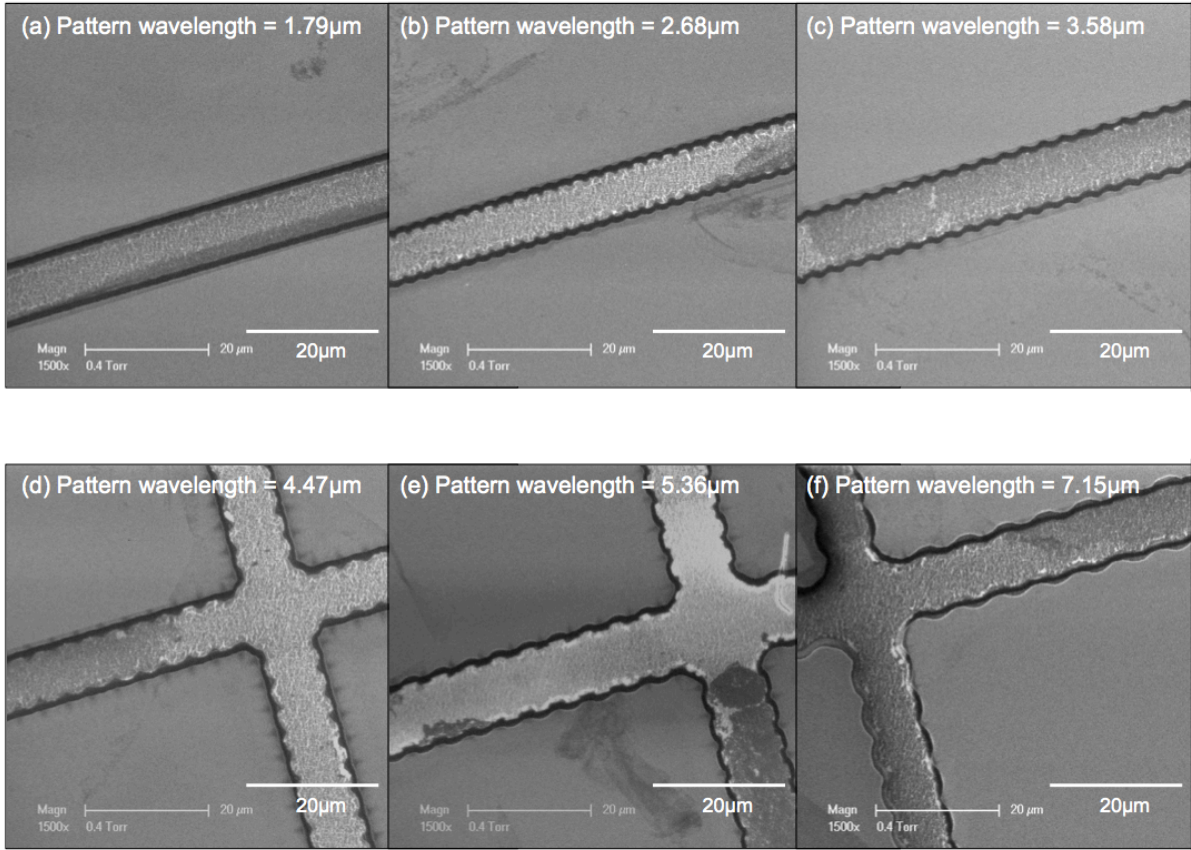 (a) Pattern wavelength = 1.79µm
(b) Pattern wavelength = 2.68µm
(c) Pattern wavelength = 3.58µm
Magn
1500x
20 µm
0.4 Torr
20µm
Magn
1500x
20 µm
0.4 Torr
20µm
Magn
1500x
20 µm
0.4 Torr
20µm
(d) Pattern wavelength = 4.47µm
(e) Pattern wavelength = 5.36µm
(f) Pattern wavelength = 7.15µm
Magn
1500x
20 µm
0.4 Torr
20µm
Magn
1500x
20 µm
0.4 Torr
20µm
Magn
1500x
20 µm
0.4 Torr
20µm